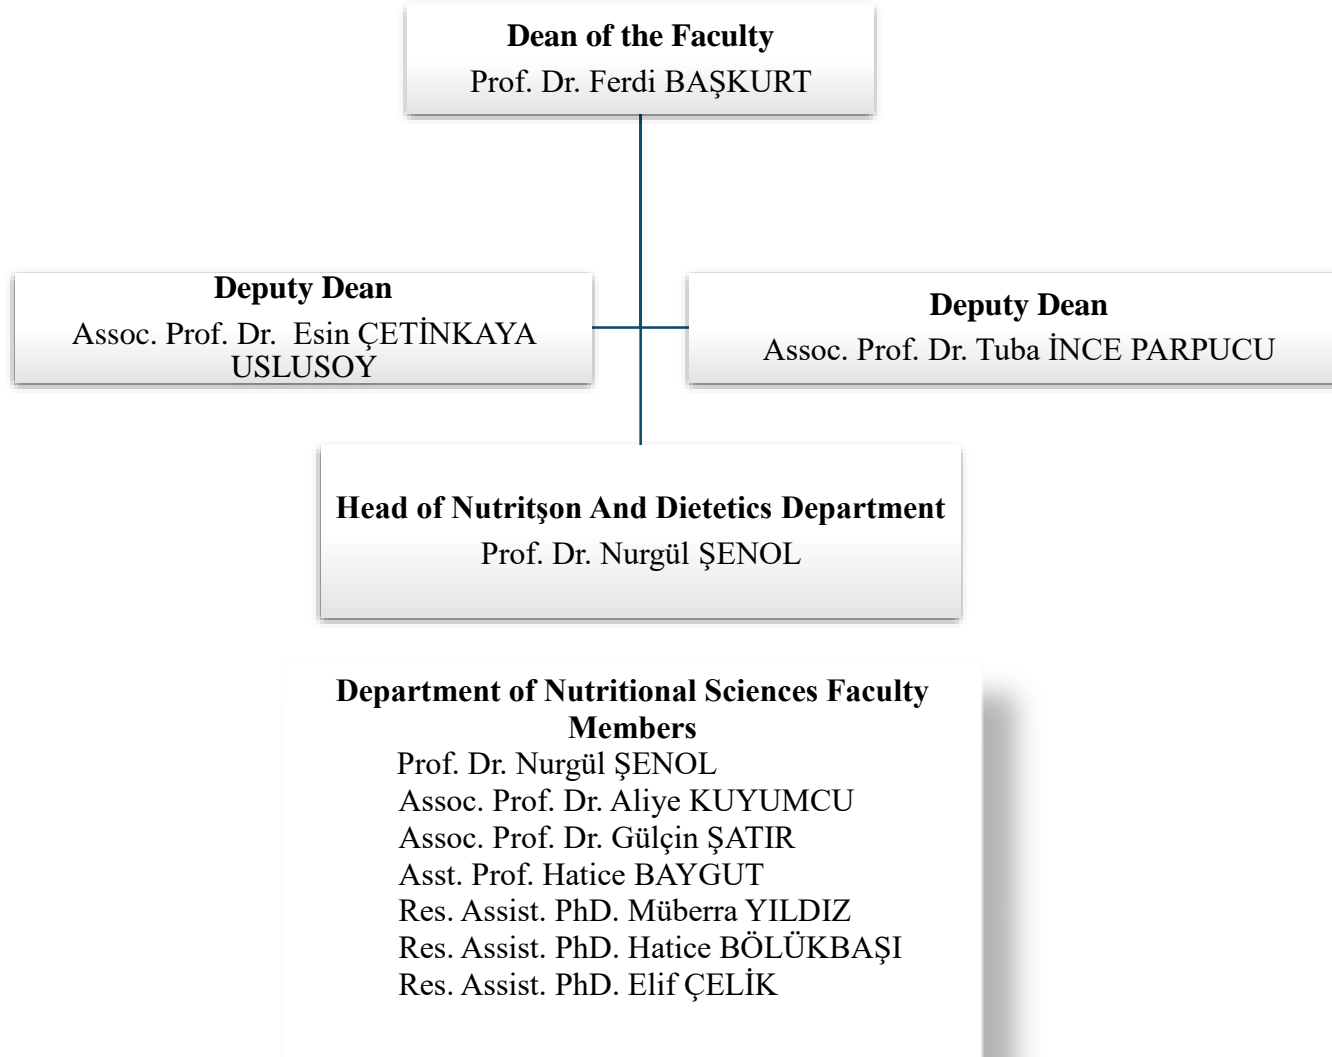 Dean of the Faculty
Prof. Dr. Ferdi BAŞKURT
Deputy Dean
Assoc. Prof. Dr. Esin ÇETİNKAYA
USLUSOY
Deputy Dean
Assoc. Prof. Dr. Tuba İNCE PARPUCU
Head of Nutritşon And Dietetics Department
Prof. Dr. Nurgül ŞENOL
Department of Nutritional Sciences Faculty
Members
Prof. Dr. Nurgül ŞENOL
Assoc. Prof. Dr. Aliye KUYUMCU
Assoc. Prof. Dr. Gülçin ŞATIR
Asst. Prof. Hatice BAYGUT
Res. Assist. PhD. Müberra YILDIZ
Res. Assist. PhD. Hatice BÖLÜKBAŞI
Res. Assist. PhD. Elif ÇELİK